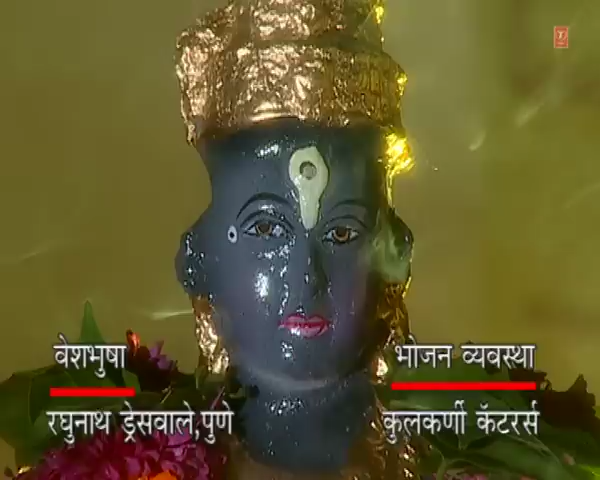 वेशभुषा
रघुनाथ ड्रेसवाले,पुणे
भोजन व्यवस्था
कुलकर्णी कॅटरर्स